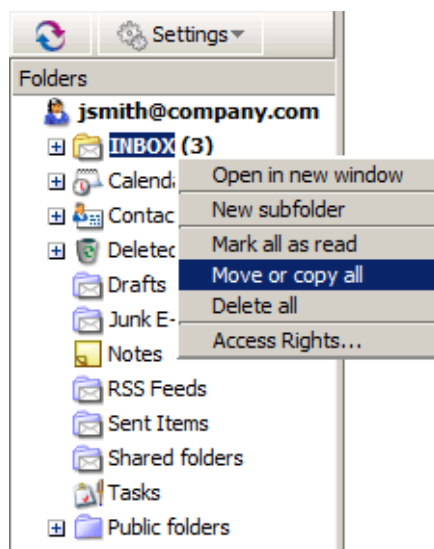 Settings
Folders
jsmith@company.com
INBOX (3)
Open in new window
Calenda
New subfolder
Contac
Mark all as read
Deleted
Move or copy all
Drafts
Delete all
Junk E-
Access Rights...
Notes
RSS Feeds
Sent Items
Shared folders
Tasks
Public folders